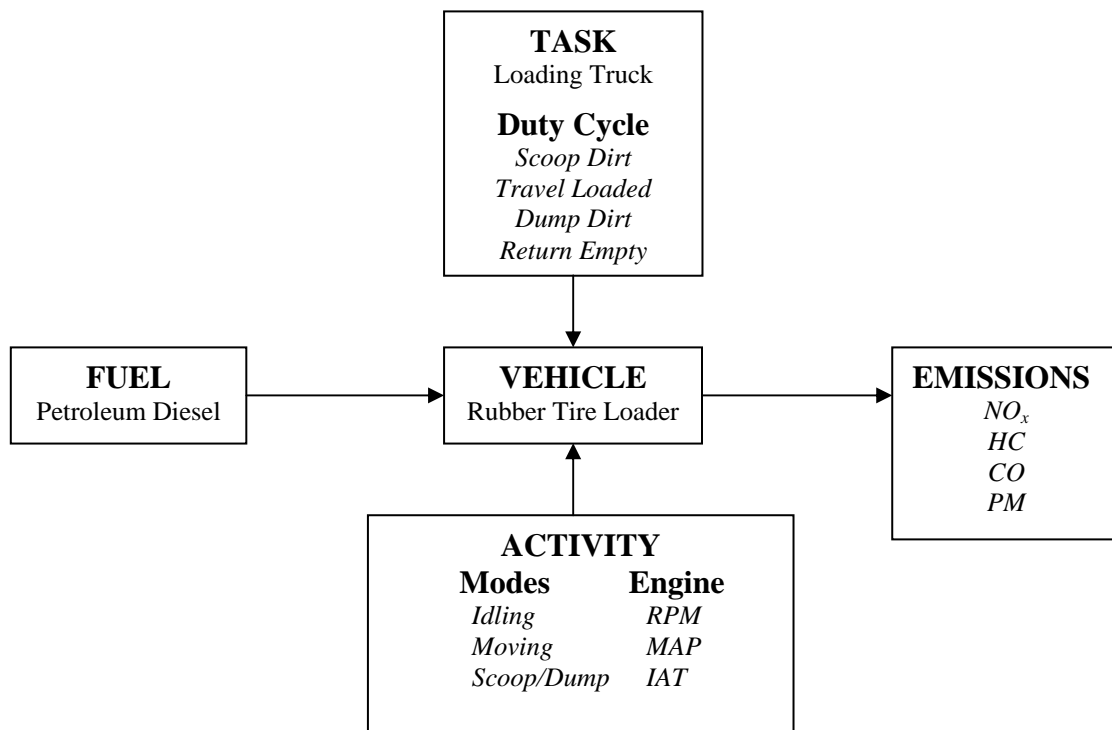 TASK
Loading Truck
Duty Cycle
Scoop Dirt
Travel Loaded
Dump Dirt
Return Empty
FUEL
Petroleum Diesel
VEHICLE
Rubber Tire Loader
EMISSIONS
NOx
HC
CO
PM
ACTIVITY
Modes Engine
Idling RPM
Moving MAP
Scoop/Dump IAT